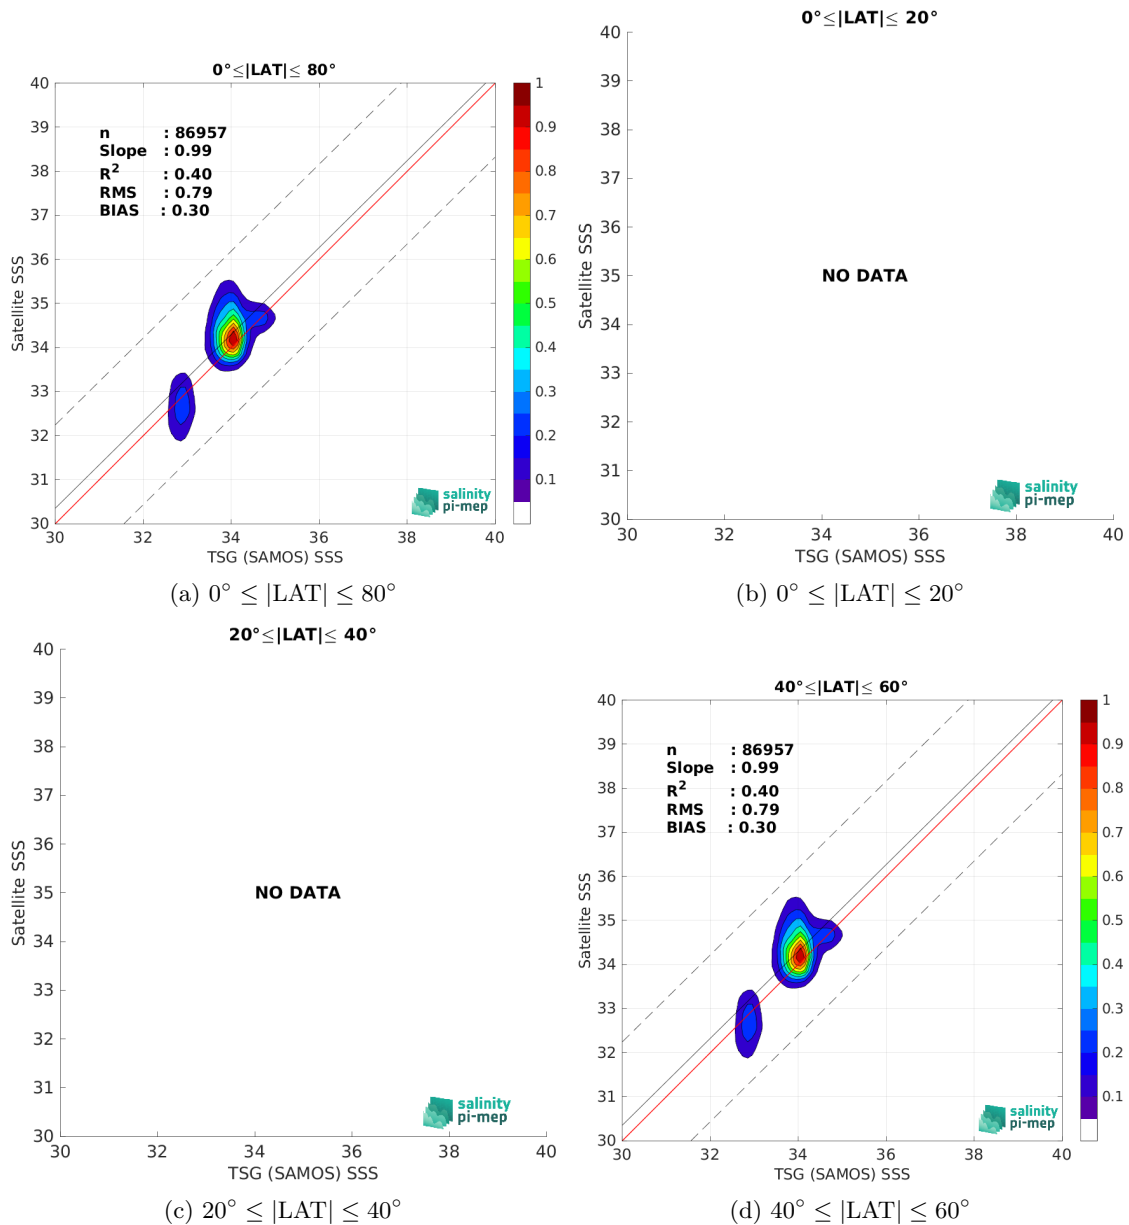 0°≤|LAT|≤ 80°
40
39
38
37
36
35
34
33
32
31
30
Satellite SSS
n : 86957
Slope : 0.99
R² : 0.40
RMS : 0.79
BIAS : 0.30
salinity
pi-mep
30 32 34 36 38 40
TSG (SAMOS) SSS
1
0.9
0.8
0.7
0.6
0.5
0.4
0.3
0.2
0.1
(a) 0° ≤ |LAT| ≤ 80°
0°≤|LAT|≤ 20°
40
39
38
37
36
35
34
33
32
31
30
Satellite SSS
NO DATA
salinity
pi-mep
30 32 34 36 38 40
TSG (SAMOS) SSS
(b) 0° ≤ |LAT| ≤ 20°
20°≤|LAT|≤ 40°
40
39
38
37
36
35
34
33
32
31
30
Satellite SSS
NO DATA
salinity
pi-mep
30 32 34 36 38 40
TSG (SAMOS) SSS
(c) 20° ≤ |LAT| ≤ 40°
40°≤|LAT|≤ 60°
40
39
38
37
36
35
34
33
32
31
30
Satellite SSS
n : 86957
Slope : 0.99
R² : 0.40
RMS : 0.79
BIAS : 0.30
salinity
pi-mep
30 32 34 36 38 40
TSG (SAMOS) SSS
1
0.9
0.8
0.7
0.6
0.5
0.4
0.3
0.2
0.1
(d) 40° ≤ |LAT| ≤ 60°